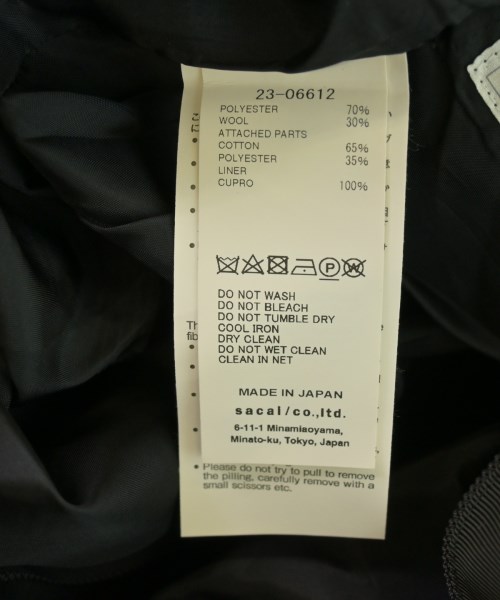 23-06612
POLYESTER 70%
WOOL 30%
ATTACHED PARTS
COTTON 65%
POLYESTER 35%
LINER
CUPRO 100%
P
W
DO NOT WASH
DO NOT BLEACH
DO NOT TUMBLE DRY
COOL IRON
DRY CLEAN
DO NOT WET CLEAN
CLEAN IN NET
MADE IN JAPAN
sacai/co.,ltd.
6-11-1 Minamiaoyama,
Minato-ku, Tokyo, Japan
• Please do not try to pull to remove
the pilling, carefully remove with a
small scissors etc.